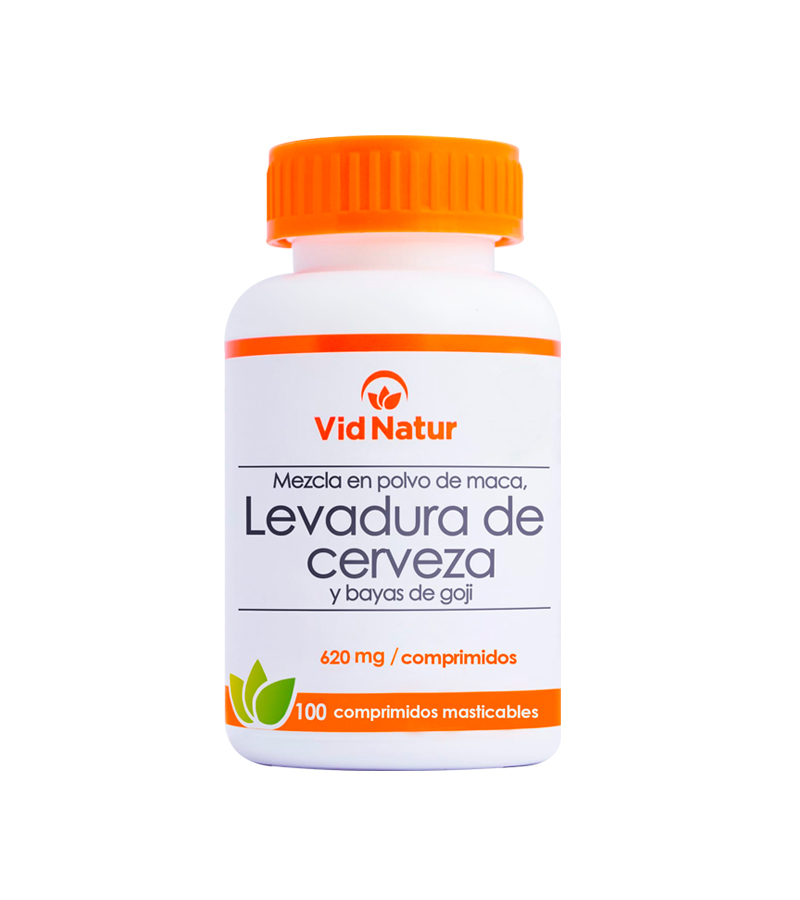 Vid Natur
Mezcla en polvo de maca,
Levadura de
cerveza
y bayas de goji
620 mg / comprimidos
100 comprimidos masticables